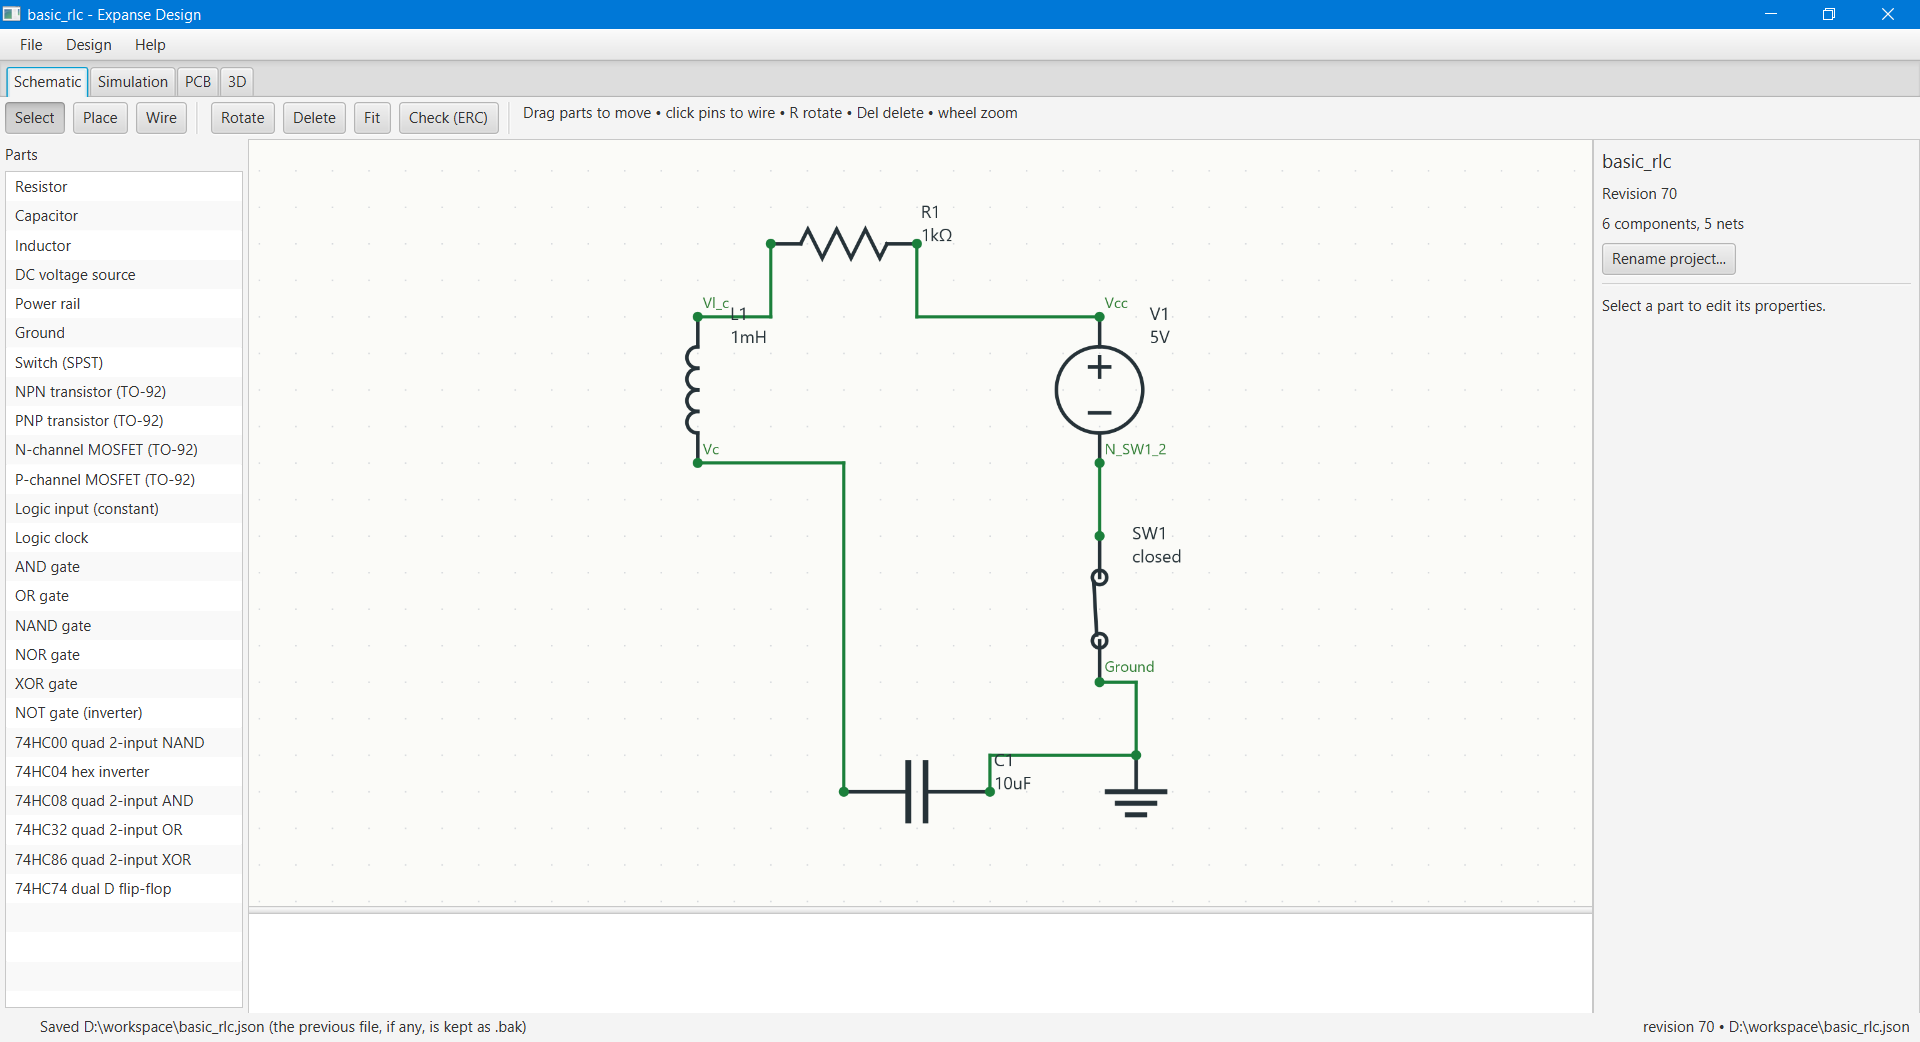 basic_rlc - Expanse Design
File Design Help
Schematic Simulation PCB 3D
Select Place Wire Rotate Delete Fit Check (ERC) Drag parts to move • click pins to wire • R rotate • Del delete • wheel zoom
Parts
Resistor
Capacitor
Inductor
DC voltage source
Power rail
Ground
Switch (SPST)
NPN transistor (TO-92)
PNP transistor (TO-92)
N-channel MOSFET (TO-92)
P-channel MOSFET (TO-92)
Logic input (constant)
Logic clock
AND gate
OR gate
NAND gate
NOR gate
XOR gate
NOT gate (inverter)
74HC00 quad 2-input NAND
74HC04 hex inverter
74HC08 quad 2-input AND
74HC32 quad 2-input OR
74HC86 quad 2-input XOR
74HC74 dual D flip-flop
R1
1kΩ
Vl_c
L1
1mH
Vcc
V1
5V
Vc
N_SW1_2
SW1
closed
Ground
C1
10uF
basic_rlc
Revision 70
6 components, 5 nets
Rename project...
Select a part to edit its properties.
Saved D:\workspace\basic_rlc.json (the previous file, if any, is kept as .bak)
revision 70 • D:\workspace\basic_rlc.json